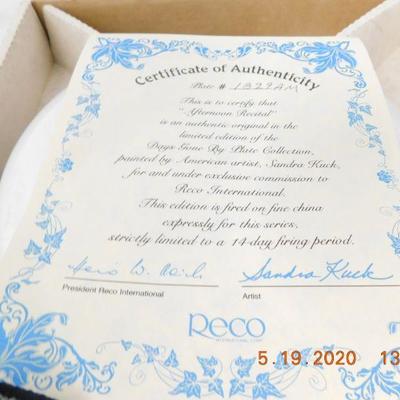 Certificate of Authenticity
Plate # 1329AM
This is to certify that
"Afternoon Recital"
is an authentic original in the
limited edition of the
Days Gone By Plate Collection,
painted by American artist, Sandra Kuck,
for and under exclusive commission to
Reco International.
This edition is fired on fine china
expressly for this series,
strictly limited to a 14-day firing period.
Sandra Kuck
President Reco International
Artist
Reco
INTERNATIONAL CORP.
5.19.2020 13